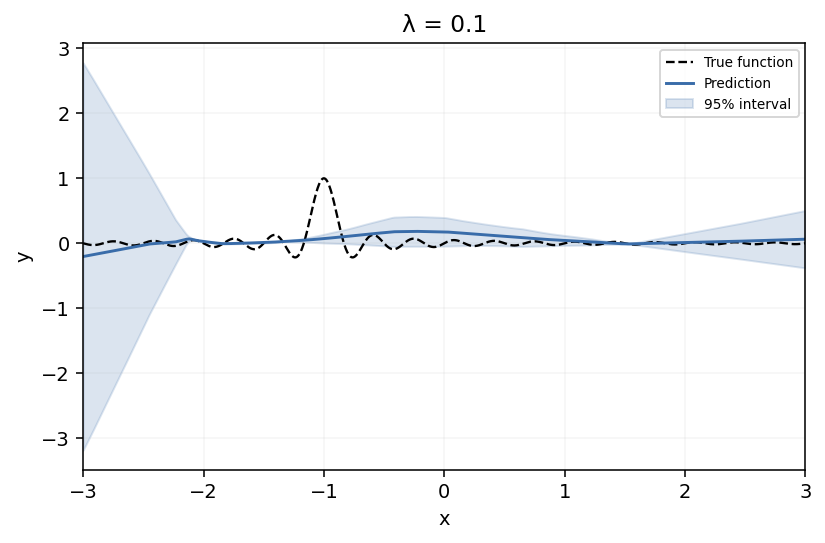 λ = 0.1
3
2
1
0
−1
−2
−3
y
−3
−2
−1
0
1
2
3
x
True function
Prediction
95% interval